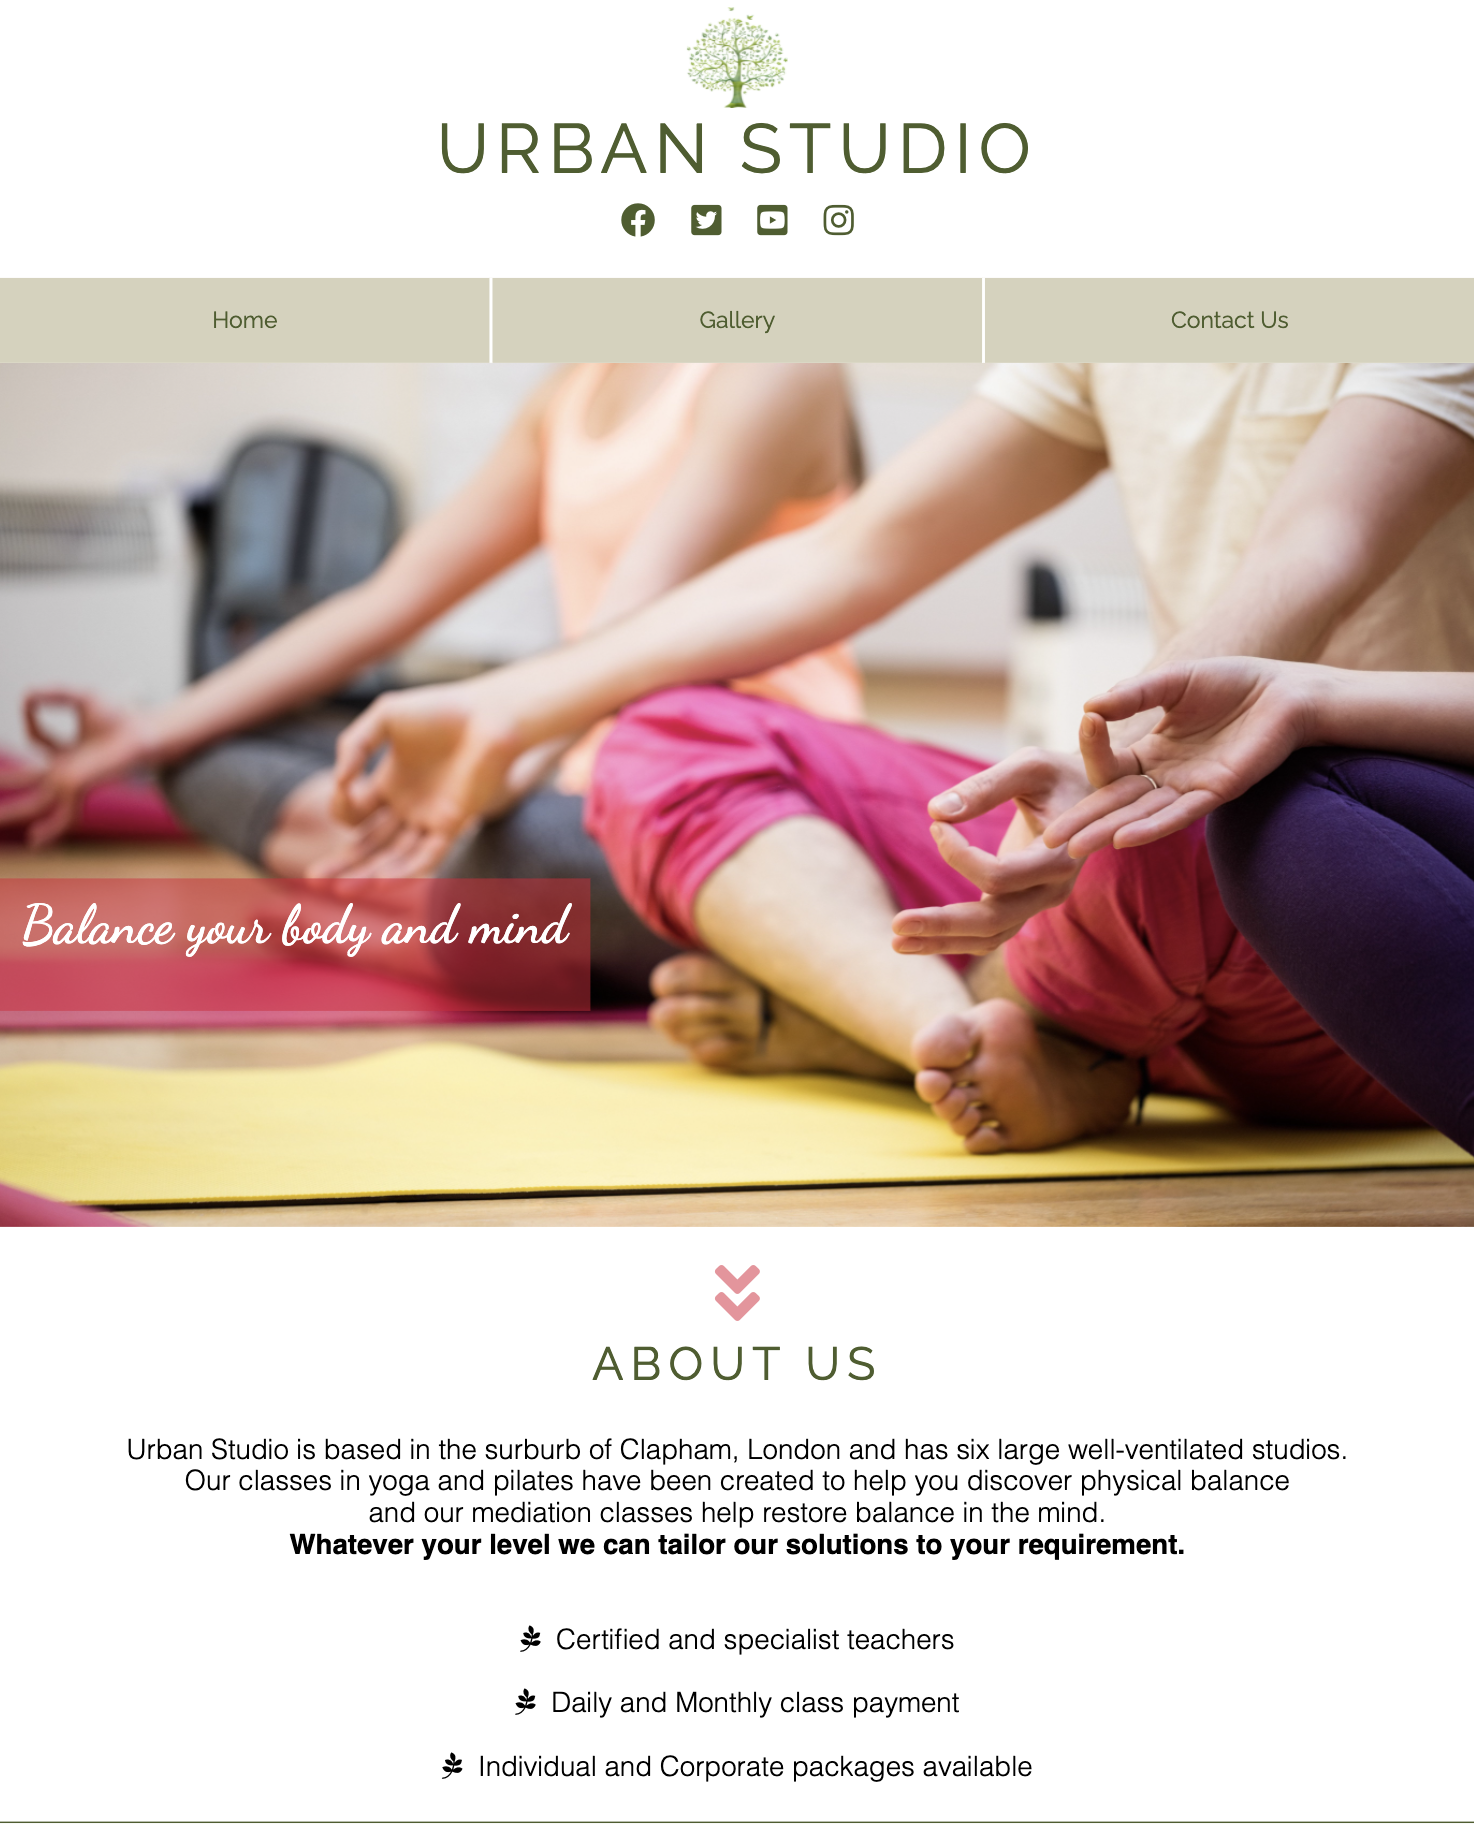 URBAN STUDIO
Home
Gallery
Contact Us
Balance your body and mind
ABOUT US
Urban Studio is based in the surburb of Clapham, London and has six large well-ventilated studios.
Our classes in yoga and pilates have been created to help you discover physical balance
and our mediation classes help restore balance in the mind.
Whatever your level we can tailor our solutions to your requirement.
Certified and specialist teachers
Daily and Monthly class payment
Individual and Corporate packages available